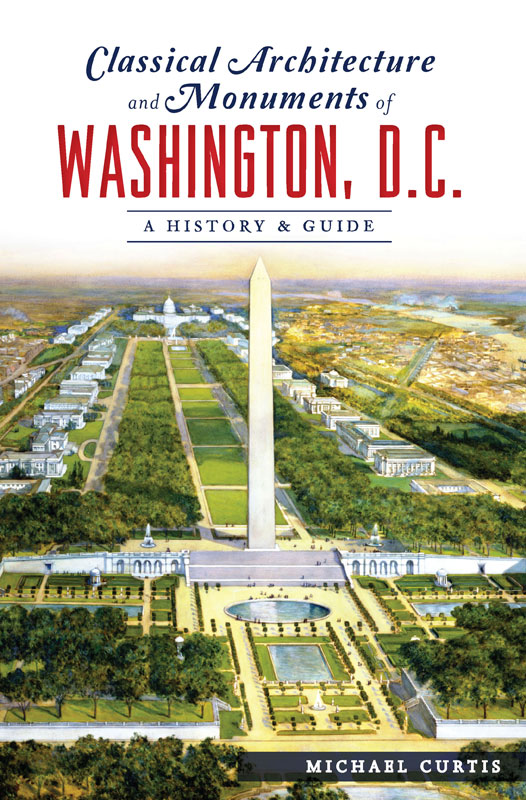 Classical Architecture
and Monuments of
WASHINGTON, D.C.
A HISTORY & GUIDE
MICHAEL CURTIS